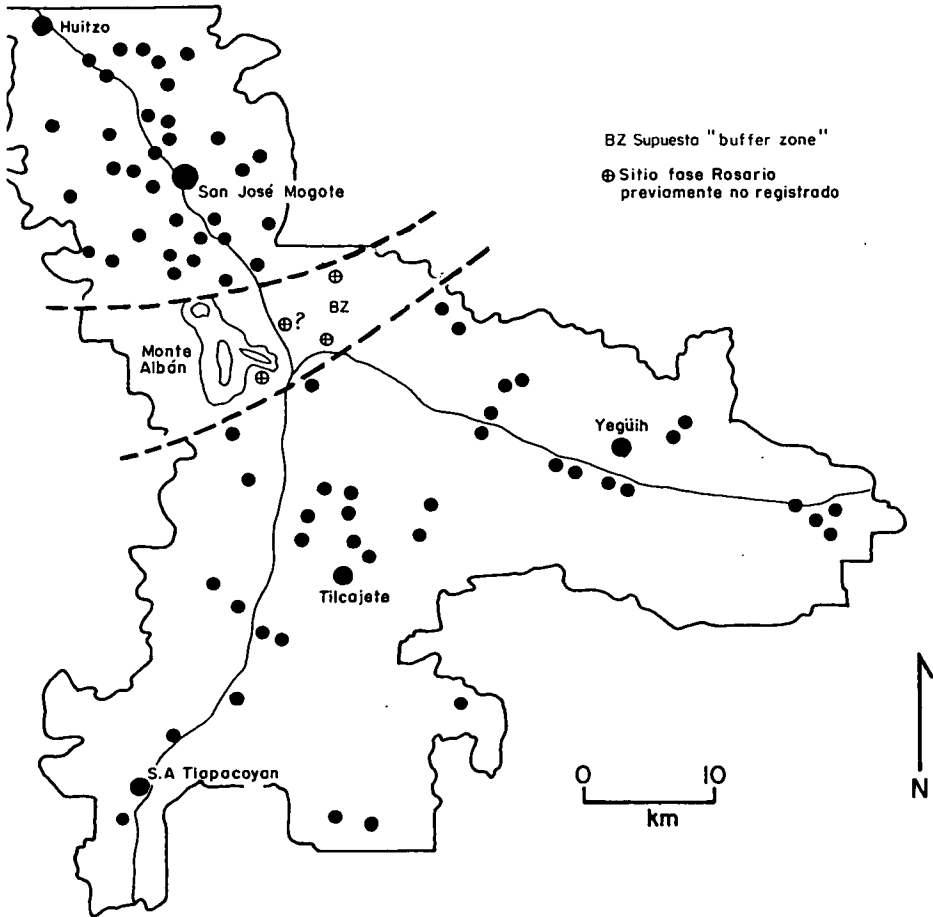 Huitzo
BZ Supuesta "buffer zone"
⊕ Sitio fase Rosario
previamente no registrado
San José Mogote
BZ
?
Monte
Albán
Yegüih
Tilcajete
S.A Tlapacoyan
0 10
km
N